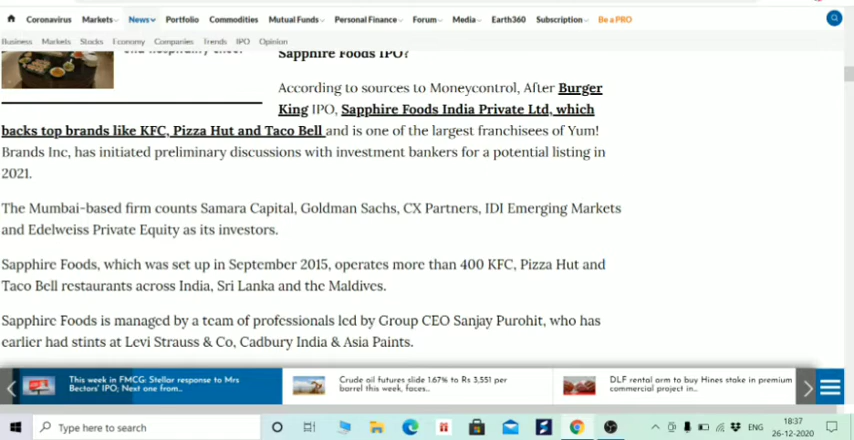 Coronavirus Markets News Portfolio Commodities Mutual Funds Personal Finance Forum Media Earth360 Subscription Be a PRO
Business Markets Stocks Economy Companies Trends IPO Opinion
Sapphire Foods IPO?
According to sources to Moneycontrol, After Burger
King IPO, Sapphire Foods India Private Ltd, which
backs top brands like KFC, Pizza Hut and Taco Bell and is one of the largest franchisees of Yum!
Brands Inc, has initiated preliminary discussions with investment bankers for a potential listing in
2021.
The Mumbai-based firm counts Samara Capital, Goldman Sachs, CX Partners, IDI Emerging Markets
and Edelweiss Private Equity as its investors.
Sapphire Foods, which was set up in September 2015, operates more than 400 KFC, Pizza Hut and
Taco Bell restaurants across India, Sri Lanka and the Maldives.
Sapphire Foods is managed by a team of professionals led by Group CEO Sanjay Purohit, who has
earlier had stints at Levi Strauss & Co, Cadbury India & Asia Paints.
This week in FMCG: Stellar response to Mrs
Bectors' IPO; Next one from..
Crude oil futures slide 1.67% to Rs 3,551 per
barrel this week, faces..
DLF rental arm to buy Hines stake in premium
commercial project in..
Type here to search
ENG
18:37
26-12-2020